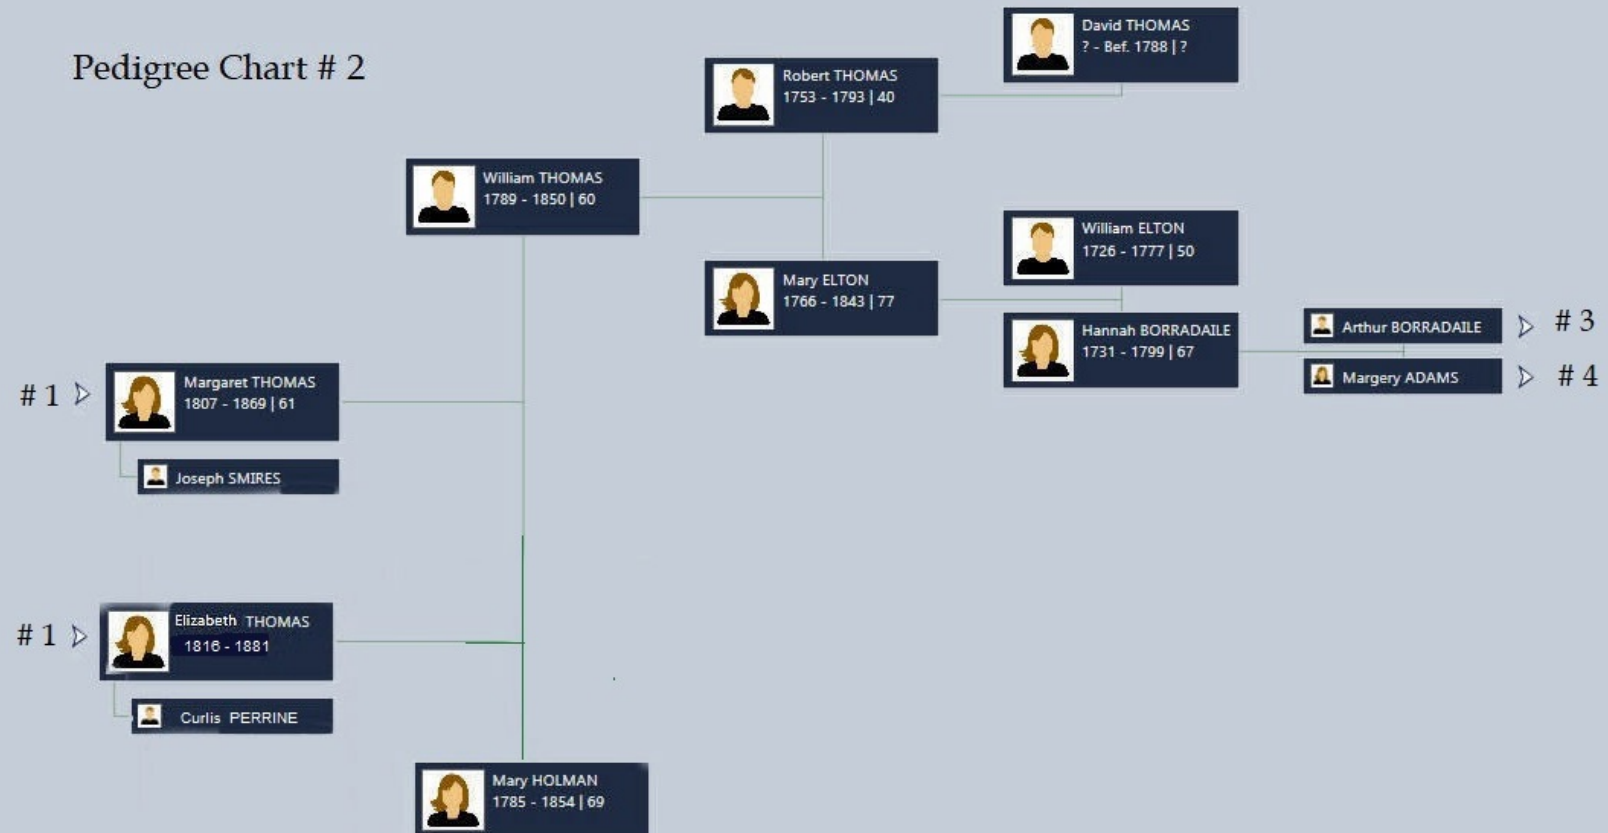 Pedigree Chart # 2
David THOMAS
? - Bef. 1788 | ?
Robert THOMAS
1753 - 1793 | 40
William THOMAS
1789 - 1850 | 60
William ELTON
1726 - 1777 | 50
Mary ELTON
1766 - 1843 | 77
Hannah BORRADAILE
1731 - 1799 | 67
Arthur BORRADAILE
# 3
Margery ADAMS
# 4
# 1
Margaret THOMAS
1807 - 1869 | 61
Joseph SMIRES
# 1
Elizabeth THOMAS
1816 - 1881
Curlis PERRINE
Mary HOLMAN
1785 - 1854 | 69